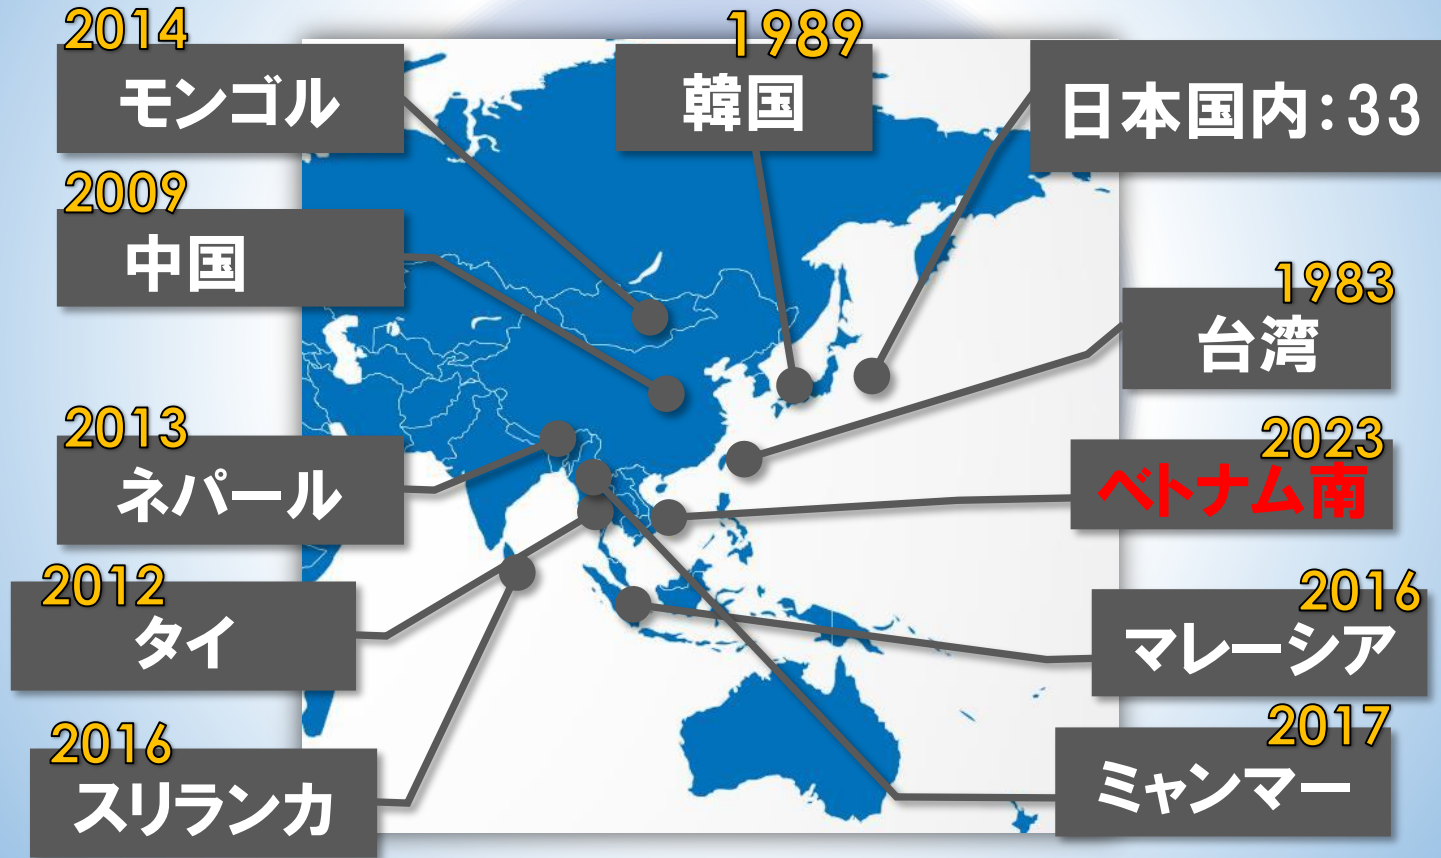 2014
モンゴル
1989
韓国
日本国内:33
2009
中国
1983
台湾
2013
ネパール
2023
ベトナム南
2012
タイ
2016
マレーシア
2016
スリランカ
2017
ミャンマー